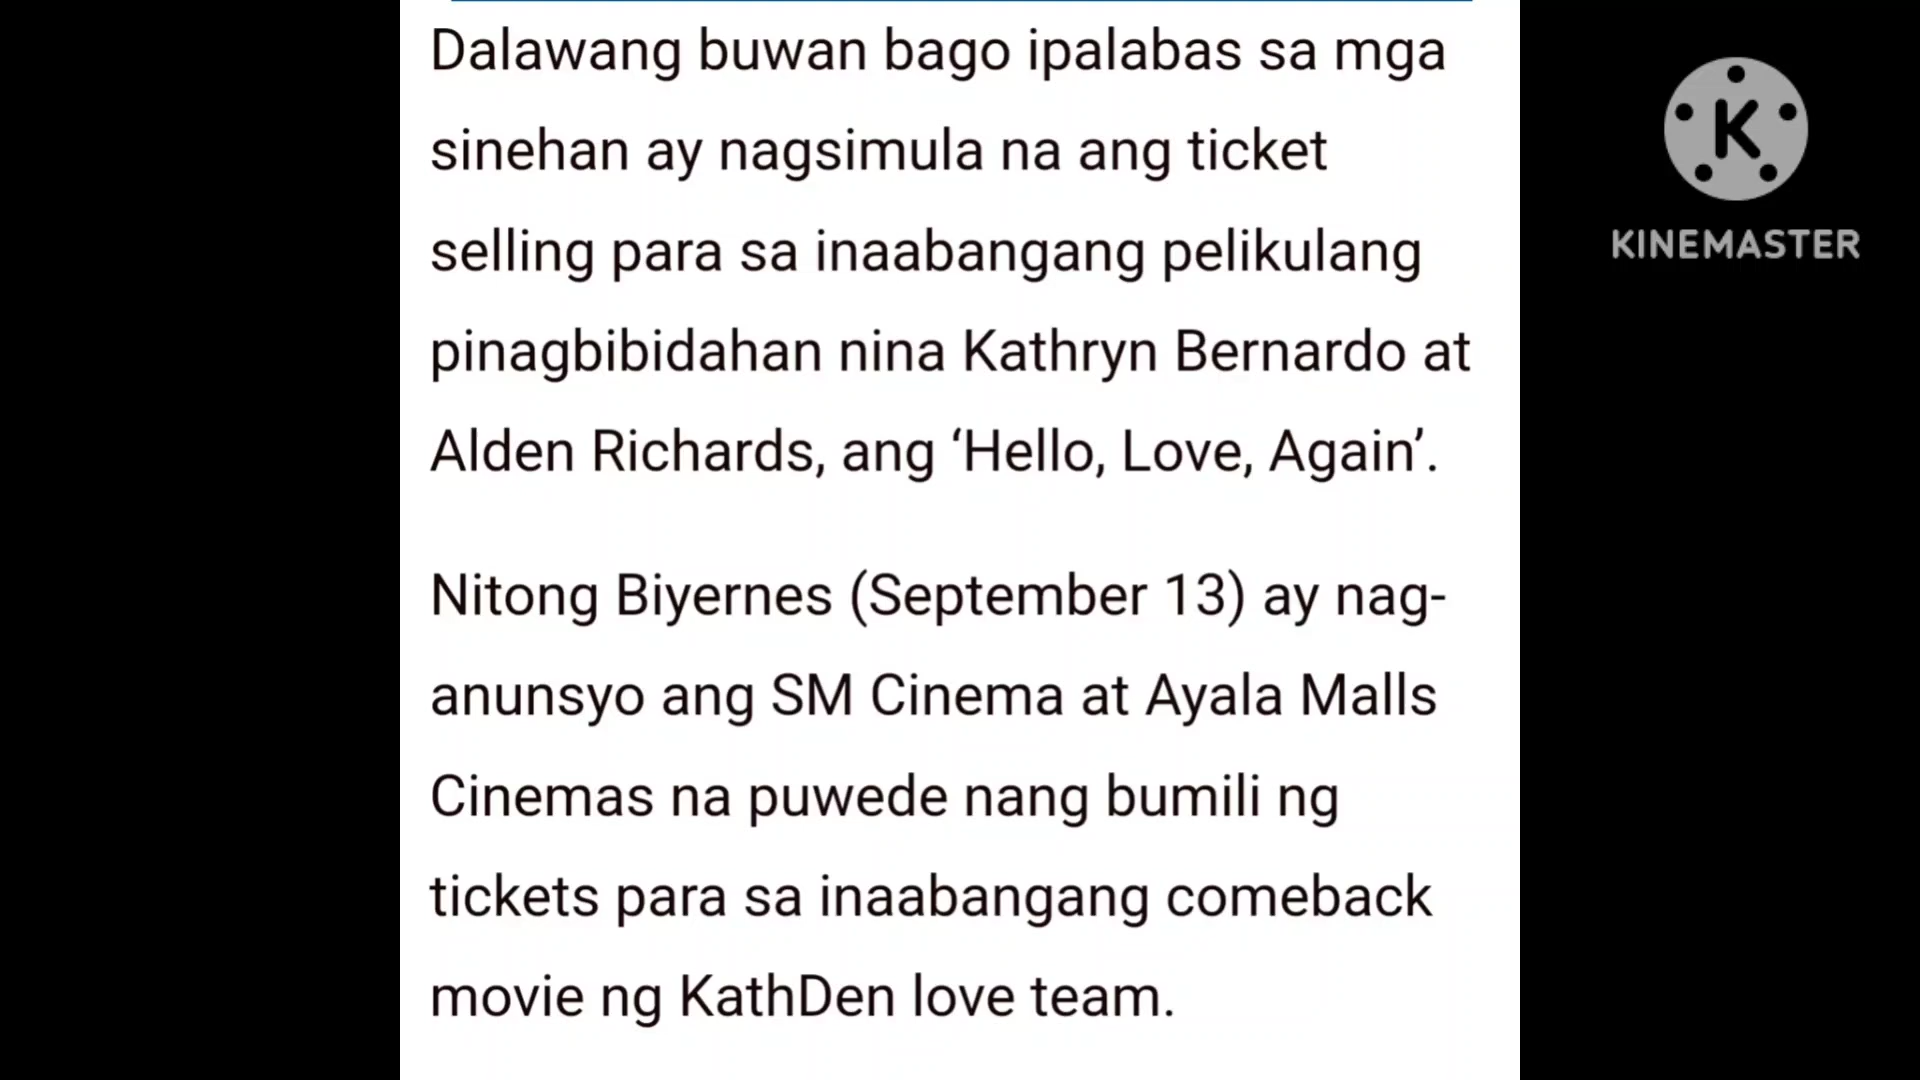 Dalawang buwan bago ipalabas sa mga
sinehan ay nagsimula na ang ticket
selling para sa inaabangang pelikulang
pinagbibidahan nina Kathryn Bernardo at
Alden Richards, ang ‘Hello, Love, Again’.
Nitong Biyernes (September 13) ay nag-
anunsyo ang SM Cinema at Ayala Malls
Cinemas na puwede nang bumili ng
tickets para sa inaabangang comeback
movie ng KathDen love team.
K
KINEMASTER